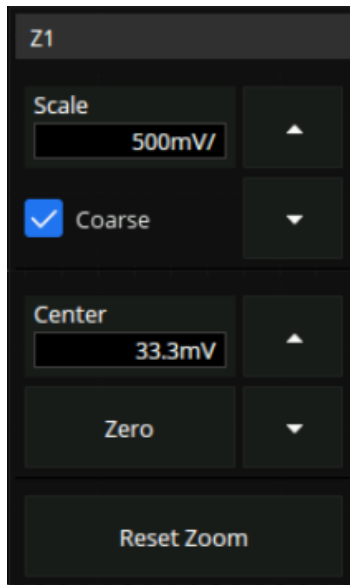 Z1
Scale
500mV/
Coarse
Center
33.3mV
Zero
Reset Zoom